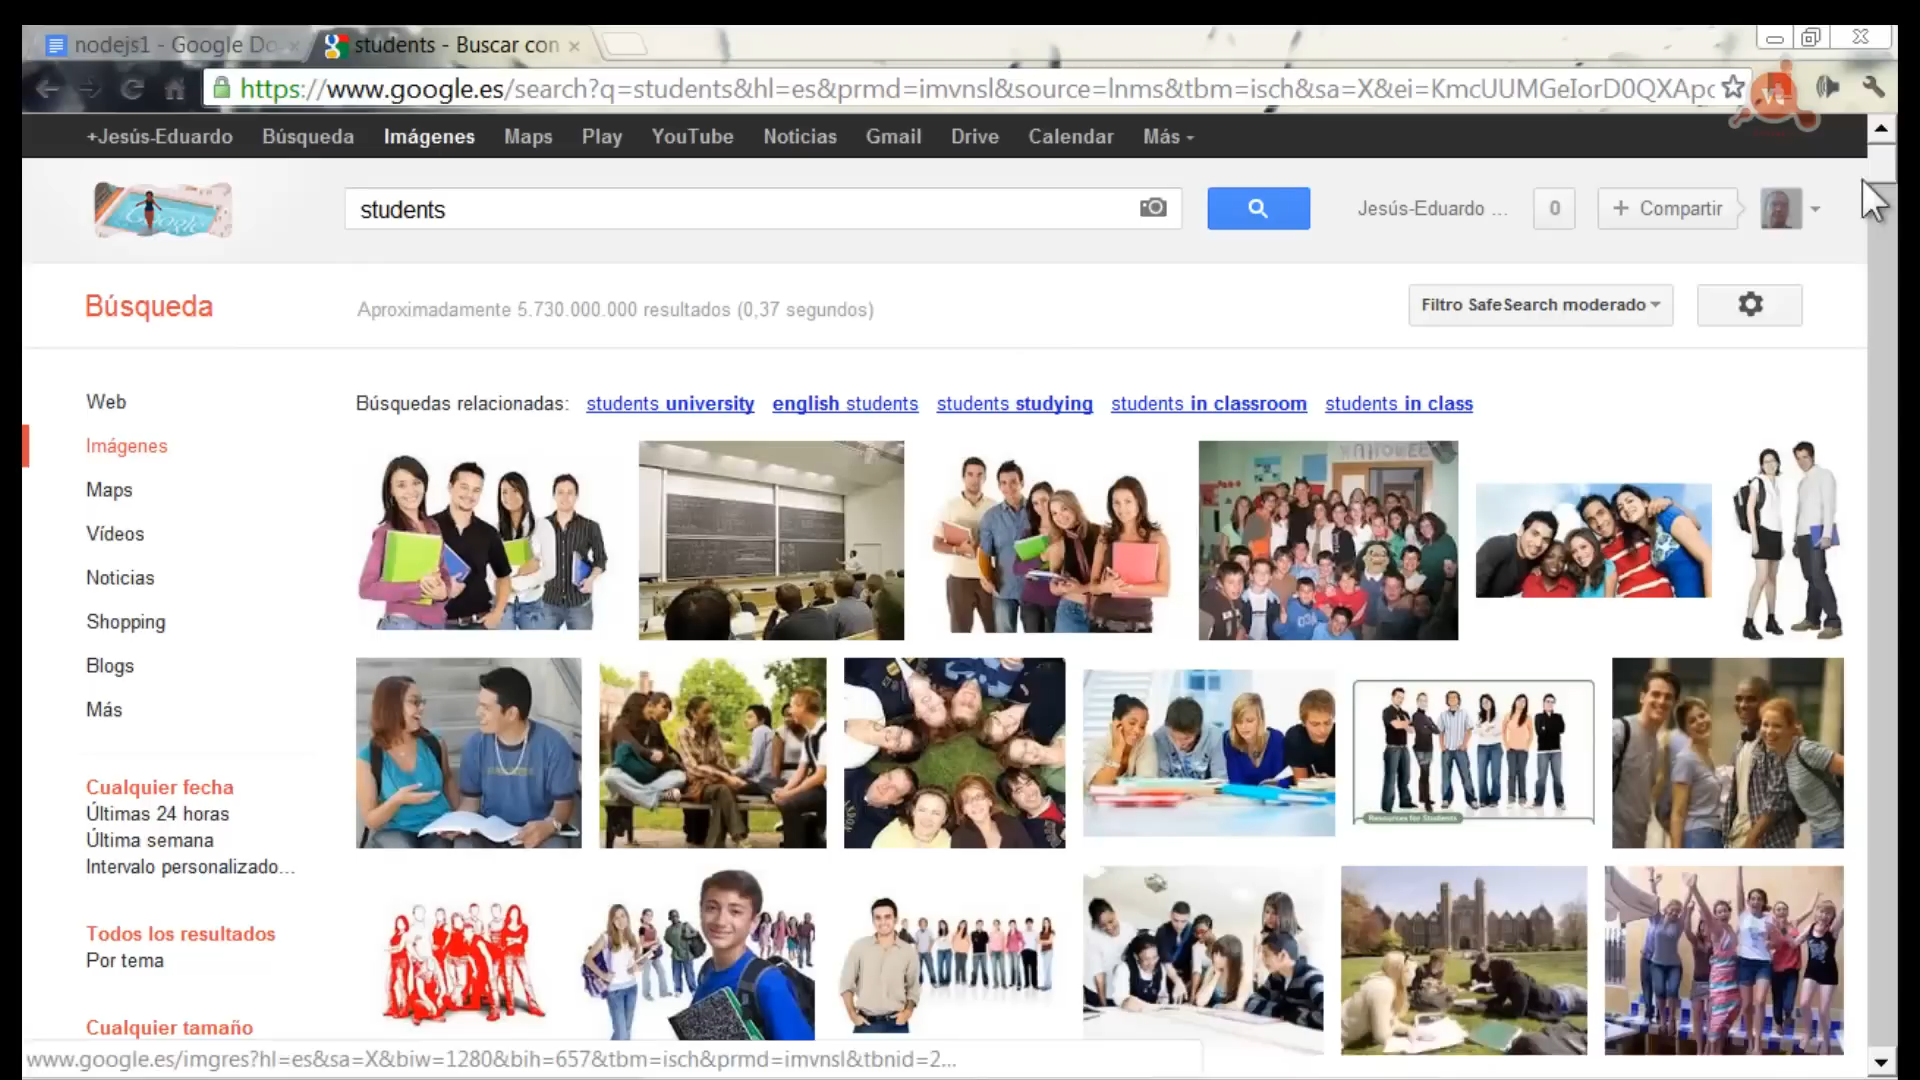 nodejs1 - Google Do
students - Buscar con
https://www.google.es/search?q=students&hl=es&prmd=imvnsl&source=lnms&tbm=isch&sa=X&ei=KmcUUMGeIorD0QXApc
+Jesús-Eduardo Búsqueda Imágenes Maps Play YouTube Noticias Gmail Drive Calendar Más
Google
students
Jesús-Eduardo ... 0 + Compartir
Búsqueda
Aproximadamente 5.730.000.000 resultados (0,37 segundos)
Filtro SafeSearch moderado
Búsquedas relacionadas: students university english students students studying students in classroom students in class
Web
Imágenes
Maps
Vídeos
Noticias
Shopping
Blogs
Más
Resources for Students
Cualquier fecha
Últimas 24 horas
Última semana
Intervalo personalizado...
Todos los resultados
Por tema
Cualquier tamaño
www.google.es/imgres?hl=es&sa=X&biw=1280&bih=657&tbm=isch&prmd=imvnsl&tbnid=2...